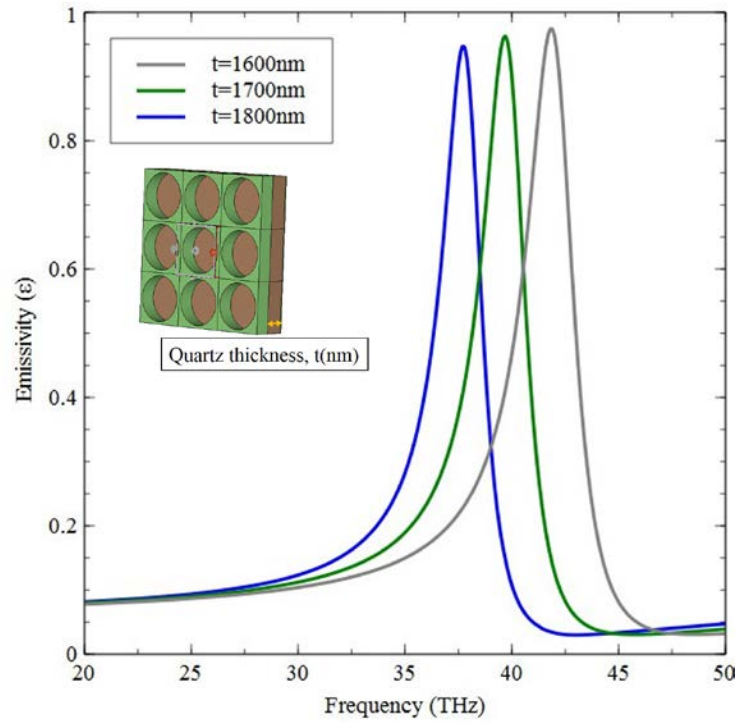 t=1600nm
t=1700nm
t=1800nm
Quartz thickness, t(nm)
Emissivity (ε)
1
0.8
0.6
0.4
0.2
0
20
25
30
35
40
45
50
Frequency (THz)